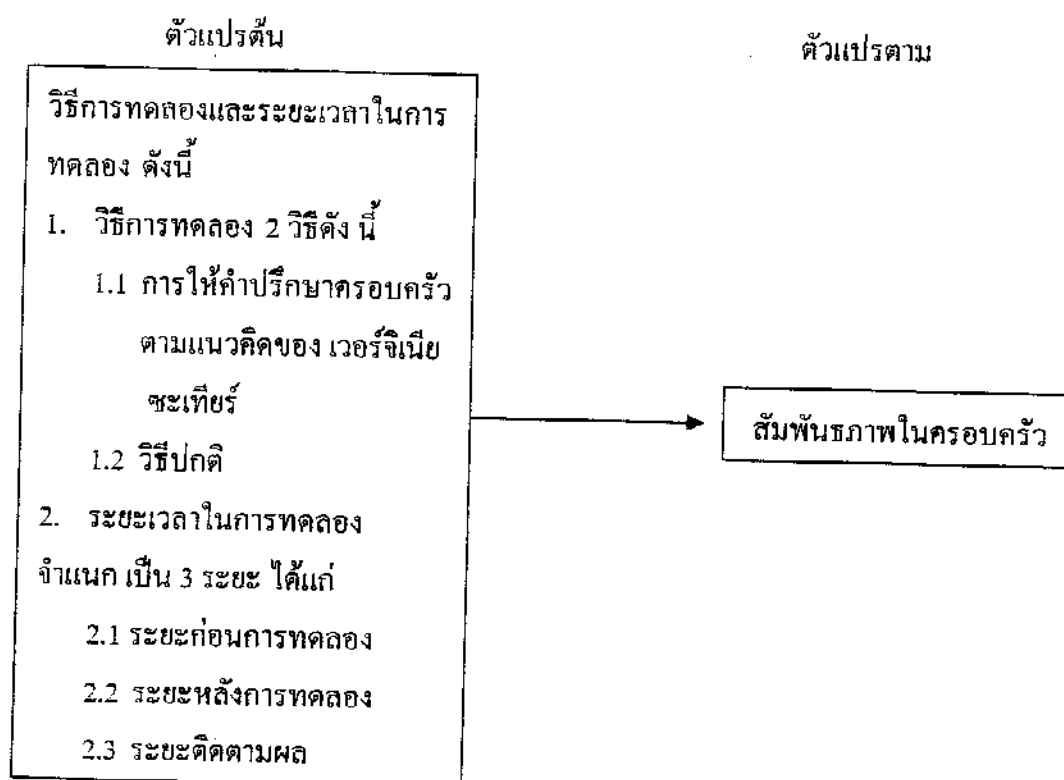 ตัวแปรต้น
ตัวแปรตาม
วิธีการทดลองและระยะเวลาในการ
ทดลอง ดังนี้
1. วิธีการทดลอง 2 วิธีดัง นี้
1.1 การให้คำปรึกษาครอบครัว
ตามแนวคิดของ เวอร์จิเนีย
ซะเทียร์
1.2 วิธีปกติ
2. ระยะเวลาในการทดลอง
จำแนก เป็น 3 ระยะ ได้แก่
2.1 ระยะก่อนการทดลอง
2.2 ระยะหลังการทดลอง
2.3 ระยะติดตามผล
สัมพันธภาพในครอบครัว